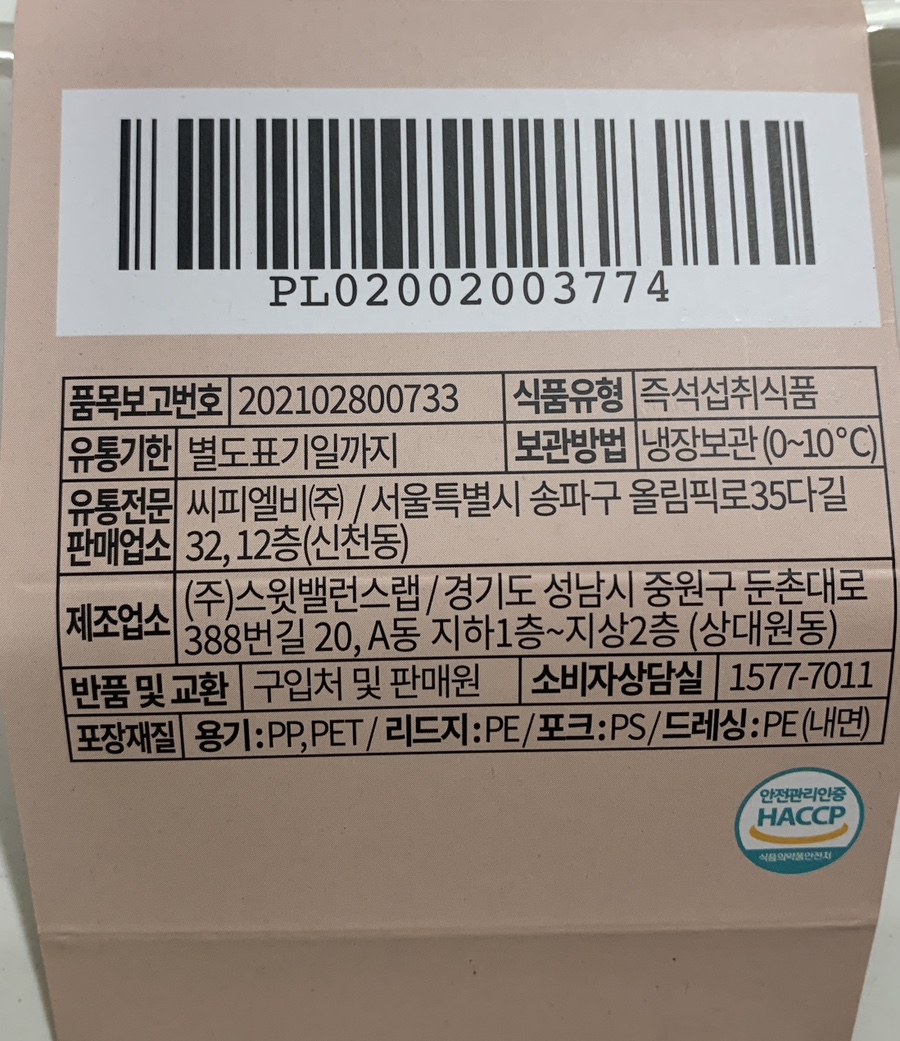 PL02002003774
품목보고번호 202102800733 식품유형 즉석섭취식품
유통기한 별도표기일까지 보관방법 냉장보관 (0~10°C)
유통전문 씨피엘비㈜ / 서울특별시 송파구 올림픽로35다길
판매업소 32, 12층(신천동)
제조업소 (주)스윗밸런스랩 / 경기도 성남시 중원구 둔촌대로
388번길 20, A동 지하1층~지상2층 (상대원동)
반품 및 교환 구입처 및 판매원 소비자상담실 1577-7011
포장재질 용기:PP,PET / 리드지:PE / 포크:PS / 드레싱:PE (내면)
안전관리인증
HACCP
식품의약품안전처